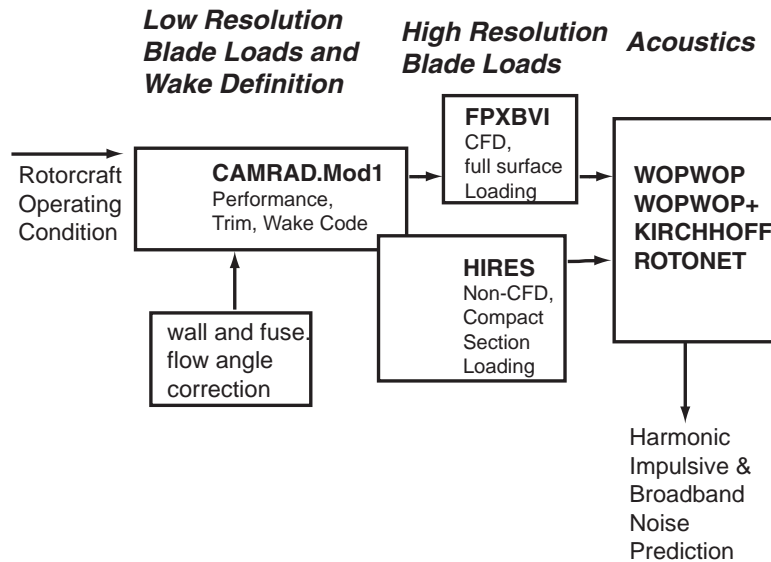 Low Resolution
Blade Loads and
Wake Definition
High Resolution
Blade Loads
Acoustics
Rotorcraft
Operating
Condition
CAMRAD.Mod1
Performance,
Trim, Wake Code
wall and fuse.
flow angle
correction
FPXBVI
CFD,
full surface
Loading
HIRES
Non-CFD,
Compact
Section
Loading
WOPWOP
WOPWOP+
KIRCHHOFF
ROTONET
Harmonic
Impulsive &
Broadband
Noise
Prediction